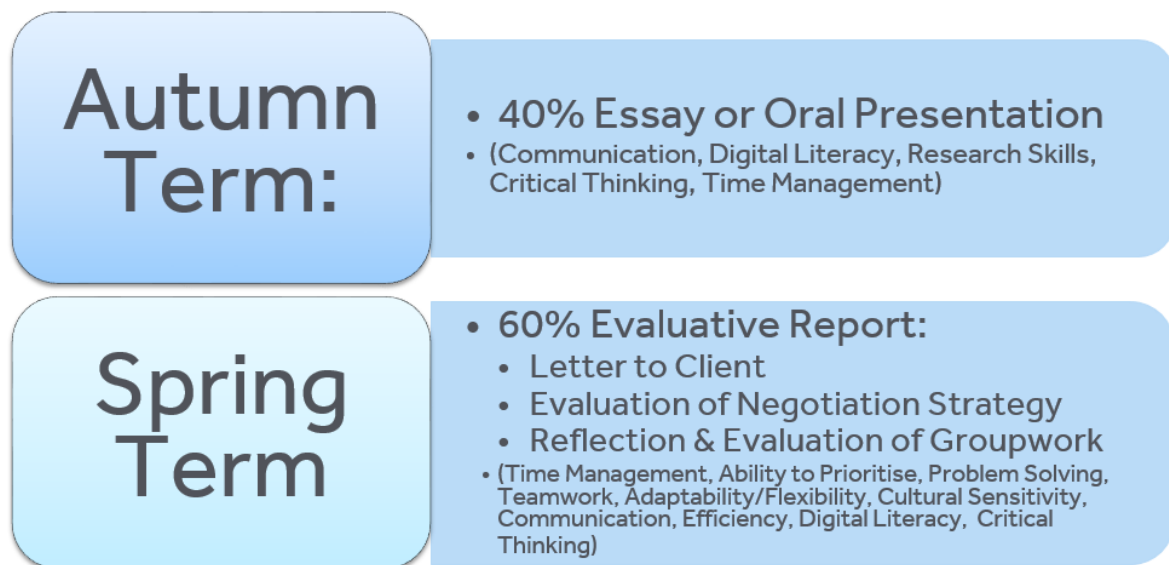 Autumn
Term:
• 40% Essay or Oral Presentation
• (Communication, Digital Literacy, Research Skills,
Critical Thinking, Time Management)
Spring
Term
• 60% Evaluative Report:
• Letter to Client
• Evaluation of Negotiation Strategy
• Reflection & Evaluation of Groupwork
• (Time Management, Ability to Prioritise, Problem Solving,
Teamwork, Adaptability/Flexibility, Cultural Sensitivity,
Communication, Efficiency, Digital Literacy, Critical
Thinking)